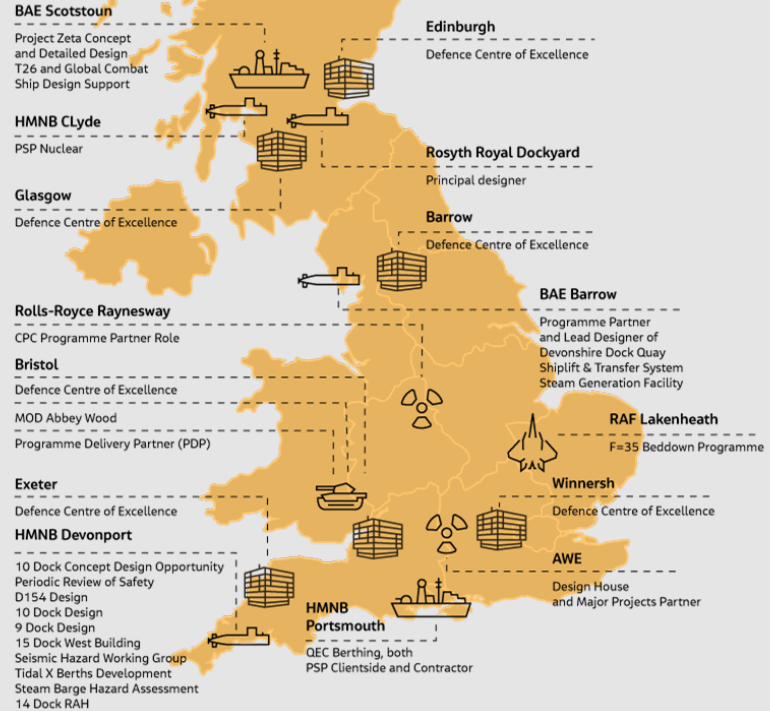 BAE Scotstoun
Project Zeta Concept
and Detailed Design
T26 and Global Combat
Ship Design Support
HMNB CLyde
PSP Nuclear
Glasgow
Defence Centre of Excellence
Edinburgh
Defence Centre of Excellence
Rosyth Royal Dockyard
Principal designer
Barrow
Defence Centre of Excellence
BAE Barrow
Programme Partner
and Lead Designer of
Devonshire Dock Quay
Shiplift & Transfer System
Steam Generation Facility
Rolls-Royce Raynesway
CPC Programme Partner Role
Bristol
Defence Centre of Excellence
MOD Abbey Wood
Programme Delivery Partner (PDP)
RAF Lakenheath
F=35 Beddown Programme
Exeter
Defence Centre of Excellence
Winnersh
Defence Centre of Excellence
HMNB Devonport
10 Dock Concept Design Opportunity
Periodic Review of Safety
D154 Design
10 Dock Design
9 Dock Design
15 Dock West Building
Seismic Hazard Working Group
Tidal X Berths Development
Steam Barge Hazard Assessment
14 Dock RAH
AWE
Design House
and Major Projects Partner
HMNB
Portsmouth
QEC Berthing, both
PSP Clientside and Contractor